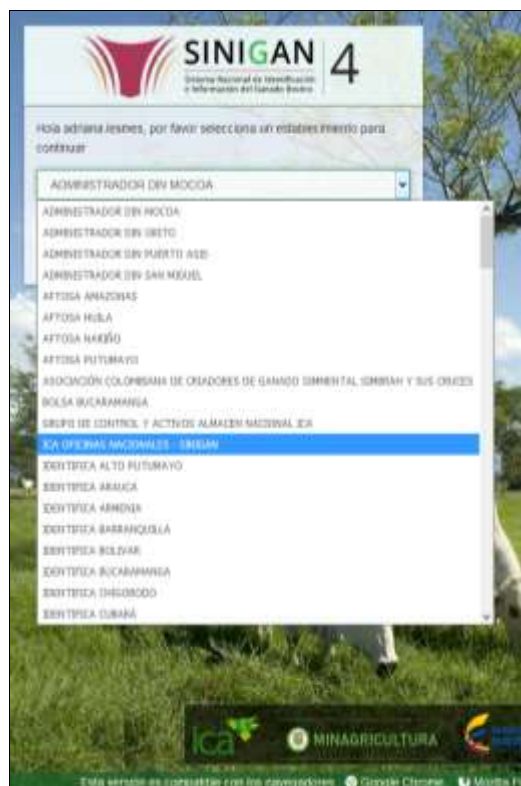 SINIGAN 4
Sistema Nacional de Identificación
e Información del Ganado Bovino
Hola adriana lesmes, por favor selecciona un establecimiento para
continuar
ADMINISTRADOR DIN MOCOA
ADMINISTRADOR DIN MOCOA
ADMINISTRADOR DIN ORITO
ADMINISTRADOR DIN PUERTO ASIS
ADMINISTRADOR DIN SAN MIGUEL
AFTOSA AMAZONAS
AFTOSA HUILA
AFTOSA NARIÑO
AFTOSA PUTUMAYO
ASOCIACIÓN COLOMBIANA DE CRIADORES DE GANADO SIMMENTAL SIMBRAH Y SUS CRUCES
BOLSA BUCARAMANGA
GRUPO DE CONTROL Y ACTIVOS ALMACEN NACIONAL ICA
ICA OFICINAS NACIONALES -
IDENTIFICA ALTO PUTUMAYO
IDENTIFICA ARAUCA
IDENTIFICA ARMENIA
IDENTIFICA BARRANQUILLA
IDENTIFICA BOLIVAR
IDENTIFICA BUCARAMANGA
IDENTIFICA CHIGORODO
IDENTIFICA CUBARÁ
ica
MINAGRICULTURA
Esta versión es compatible con los navegadores Google Chrome Mozilla